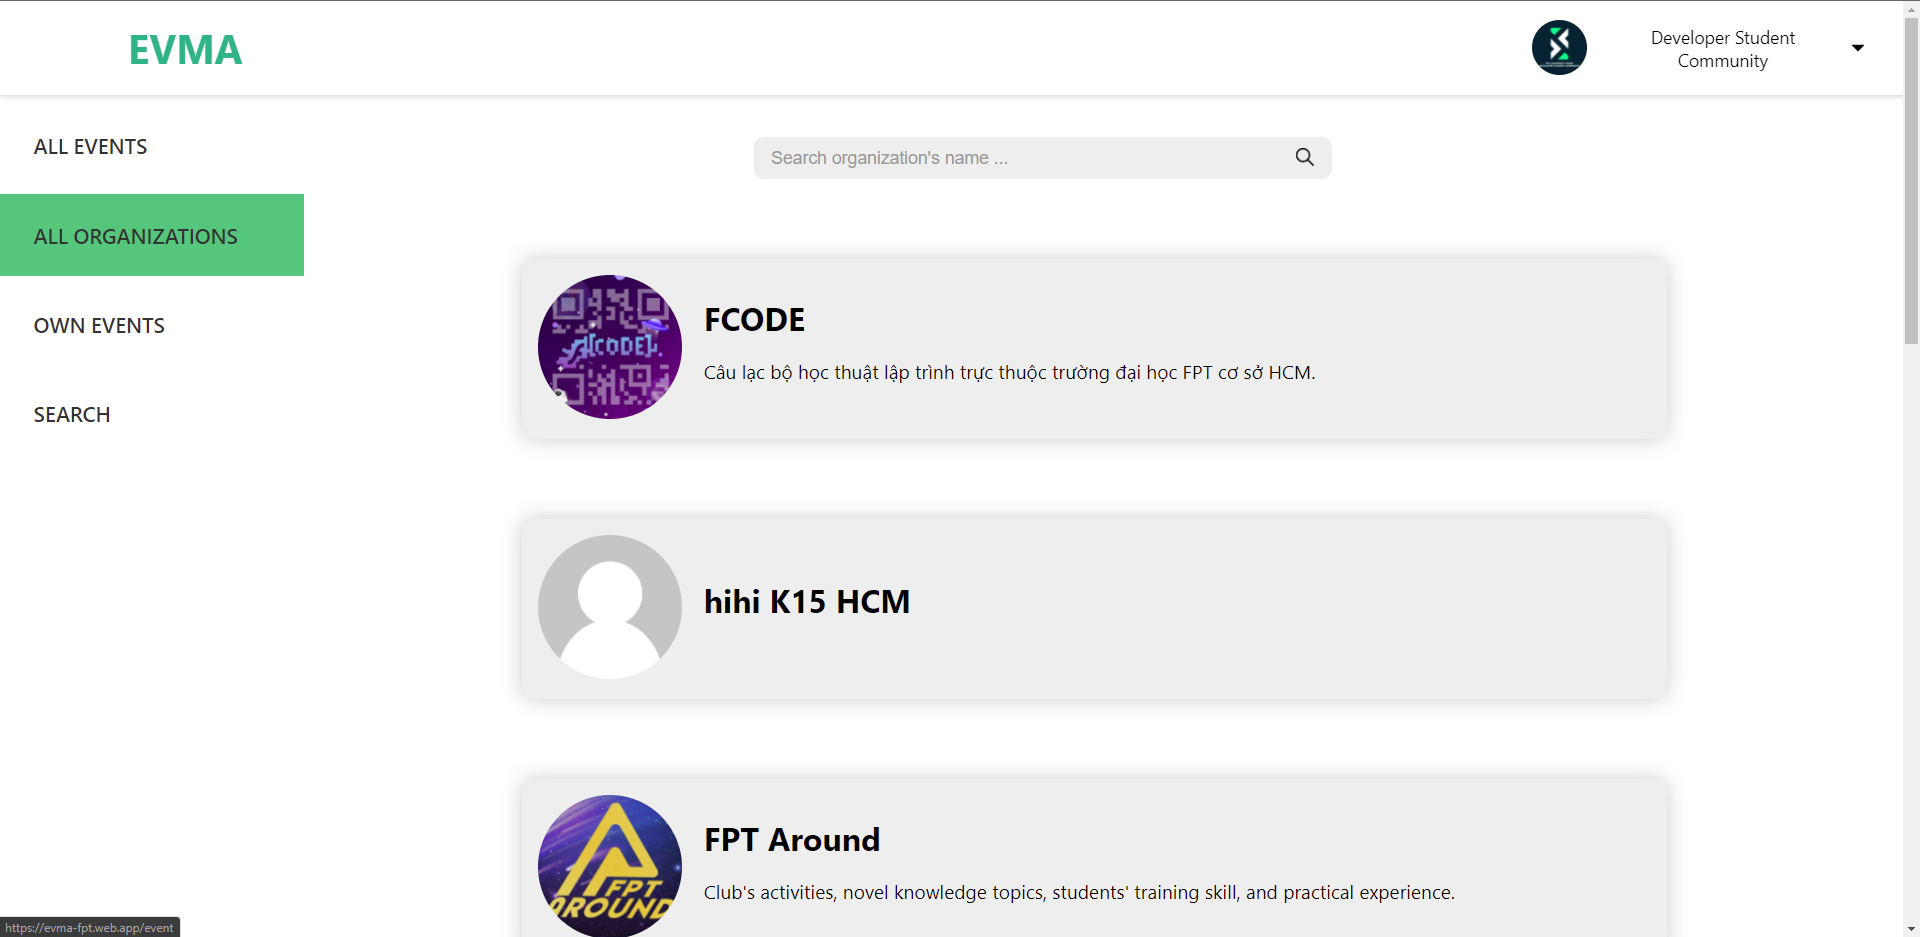 EVMA
Developer Student
Community
ALL EVENTS
ALL ORGANIZATIONS
OWN EVENTS
SEARCH
Search organization's name ...
FCODE
Câu lạc bộ học thuật lập trình trực thuộc trường đại học FPT cơ sở HCM.
hihi K15 HCM
FPT Around
Club's activities, novel knowledge topics, students' training skill, and practical experience.
FPT
AROUND
https://evma-fpt.web.app/event